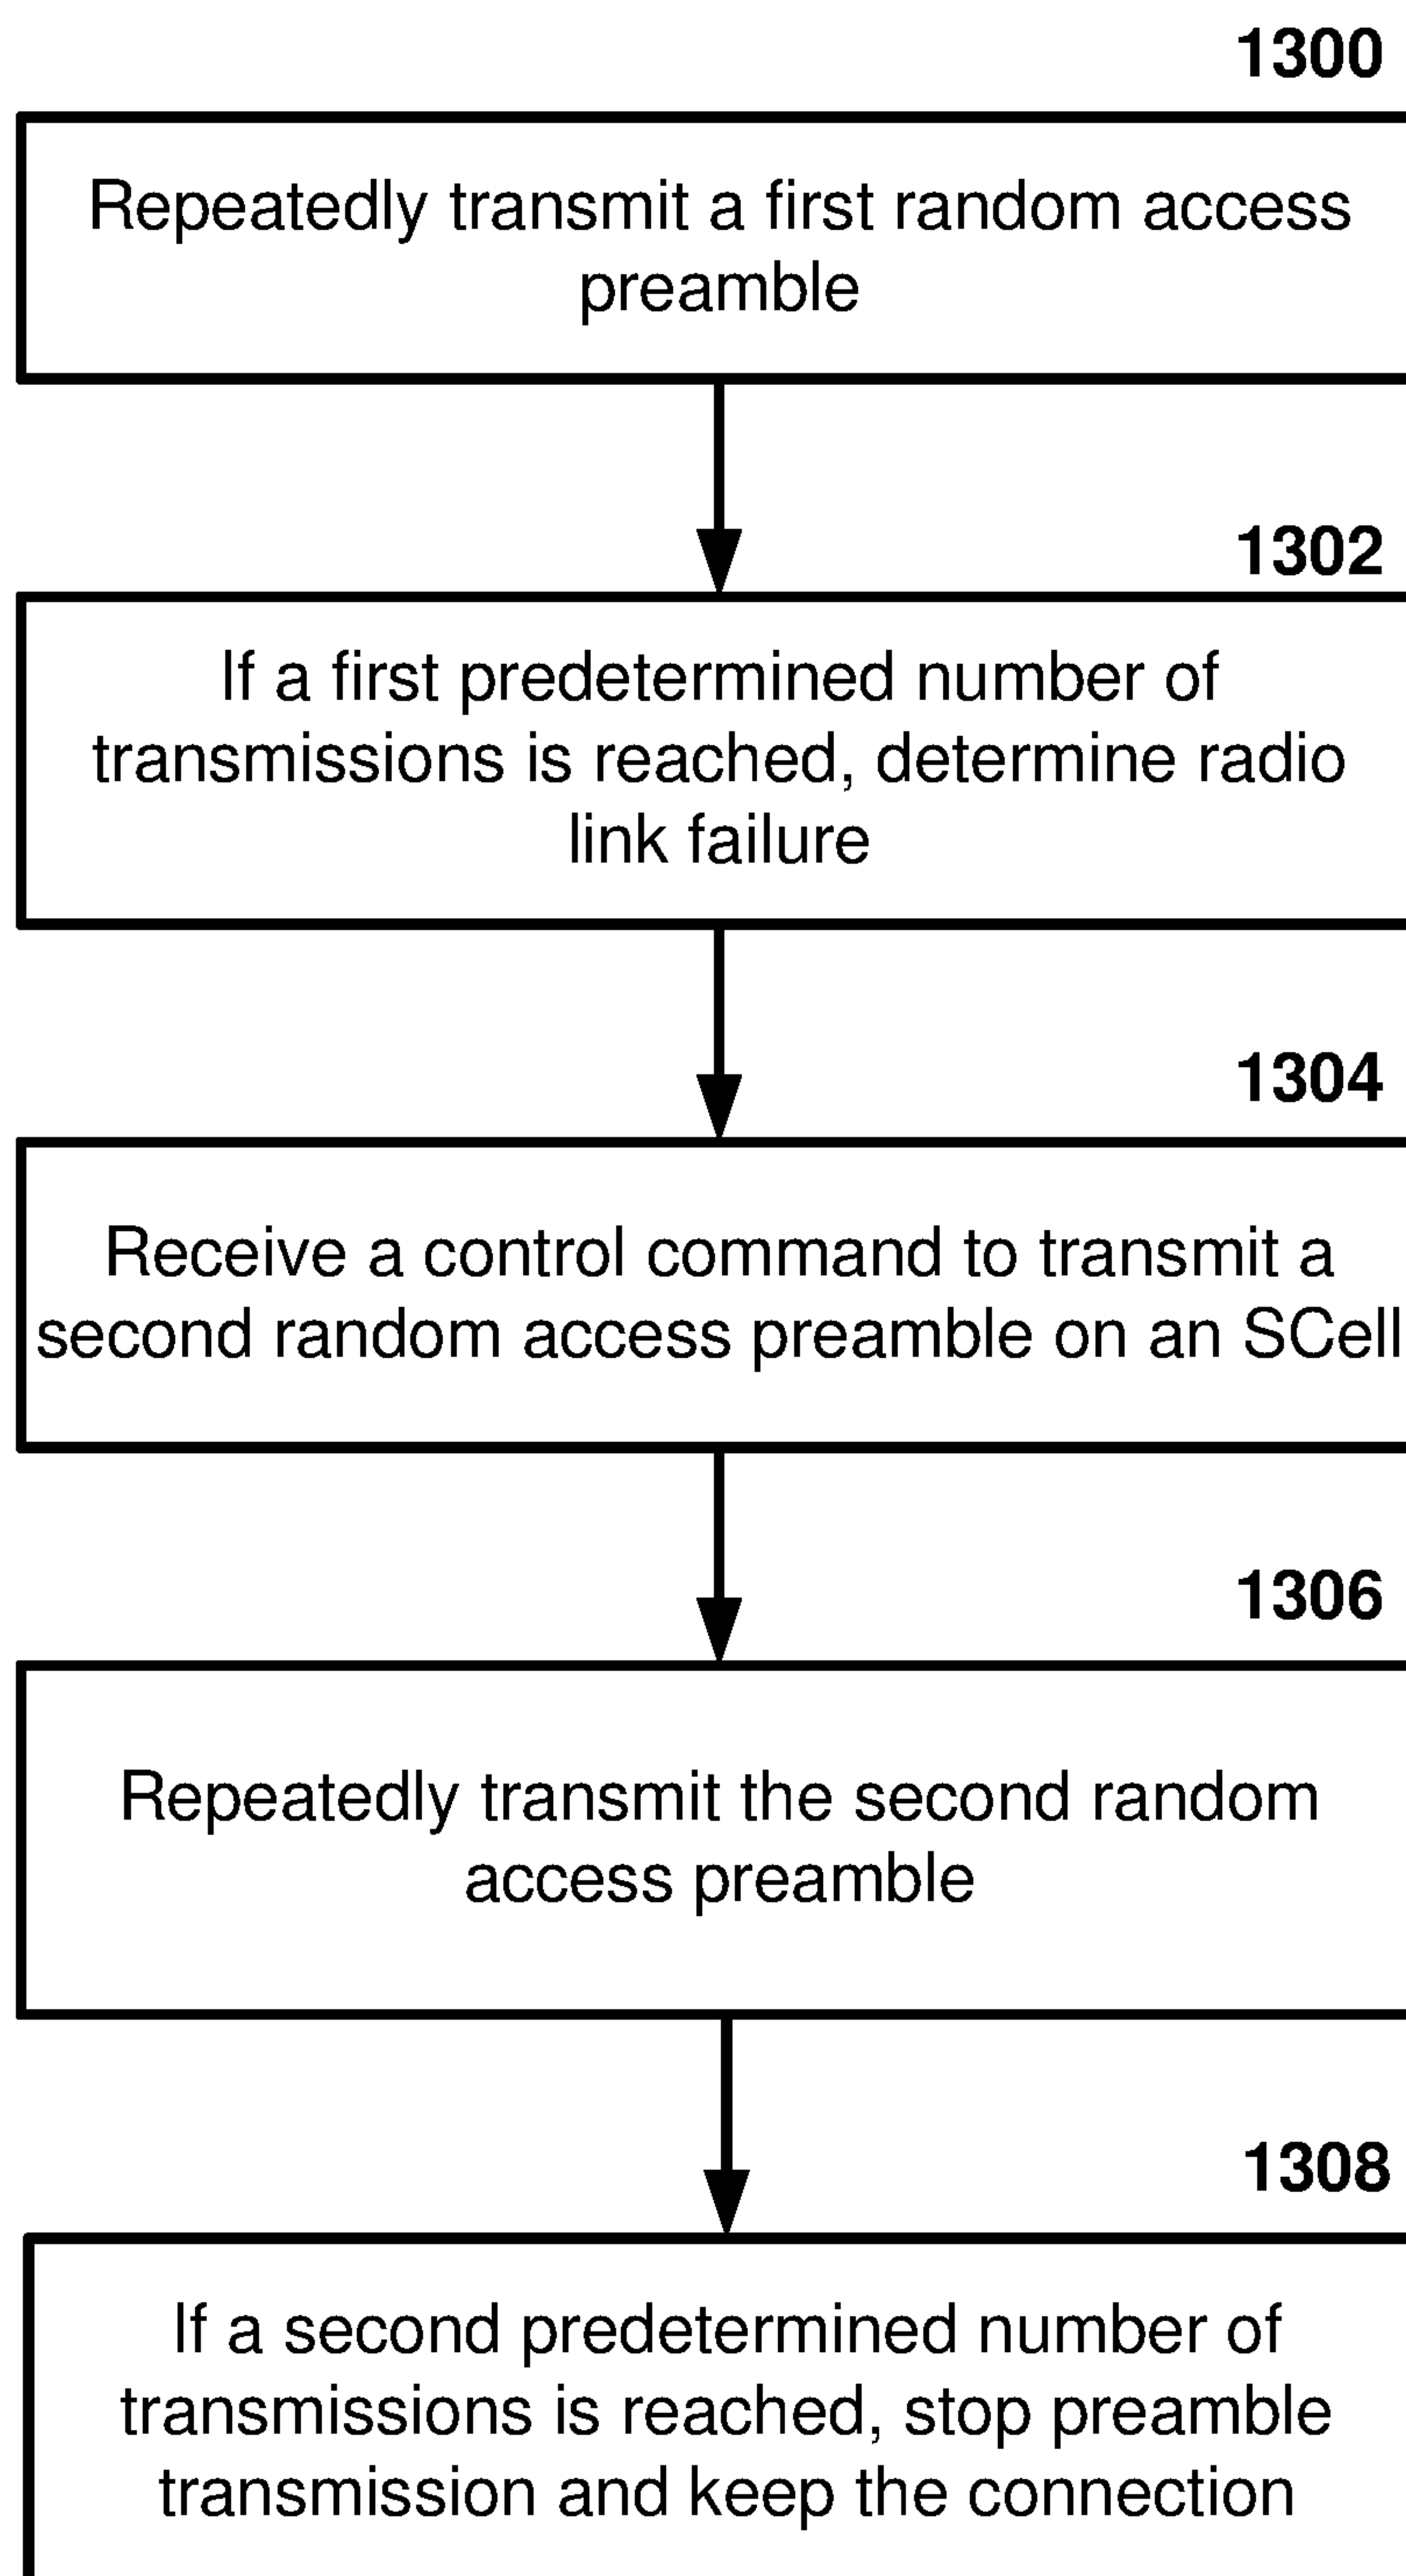 1300
Repeatedly transmit a first random access
preamble
1302
If a first predetermined number of
transmissions is reached, determine radio
link failure
1304
Receive a control command to transmit a
second random access preamble on an SCell
1306
Repeatedly transmit the second random
access preamble
1308
If a second predetermined number of
transmissions is reached, stop preamble
transmission and keep the connection